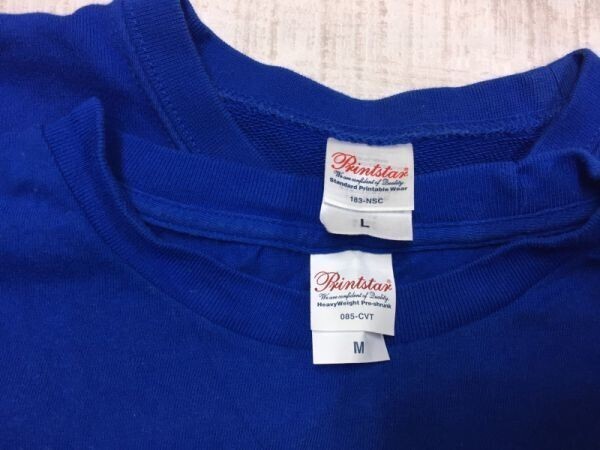 Printstar
We are confident of Quality.
Standard Printable Wear
183-NSC
L
Printstar
We are confident of Quality.
HeavyWeight Pre-shrunk
085-CVT
M